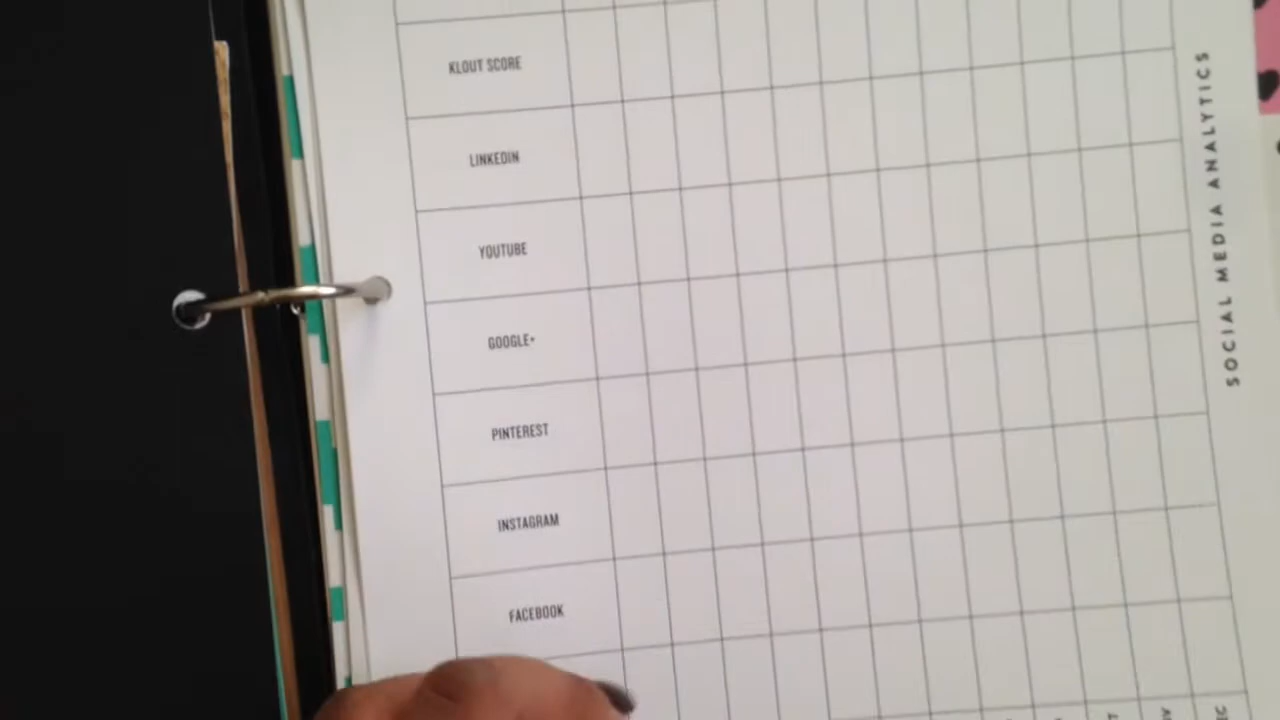 KLOUT SCORE
LINKEDIN
YOUTUBE
GOOGLE+
PINTEREST
INSTAGRAM
FACEBOOK
SOCIAL MEDIA ANALYTICS